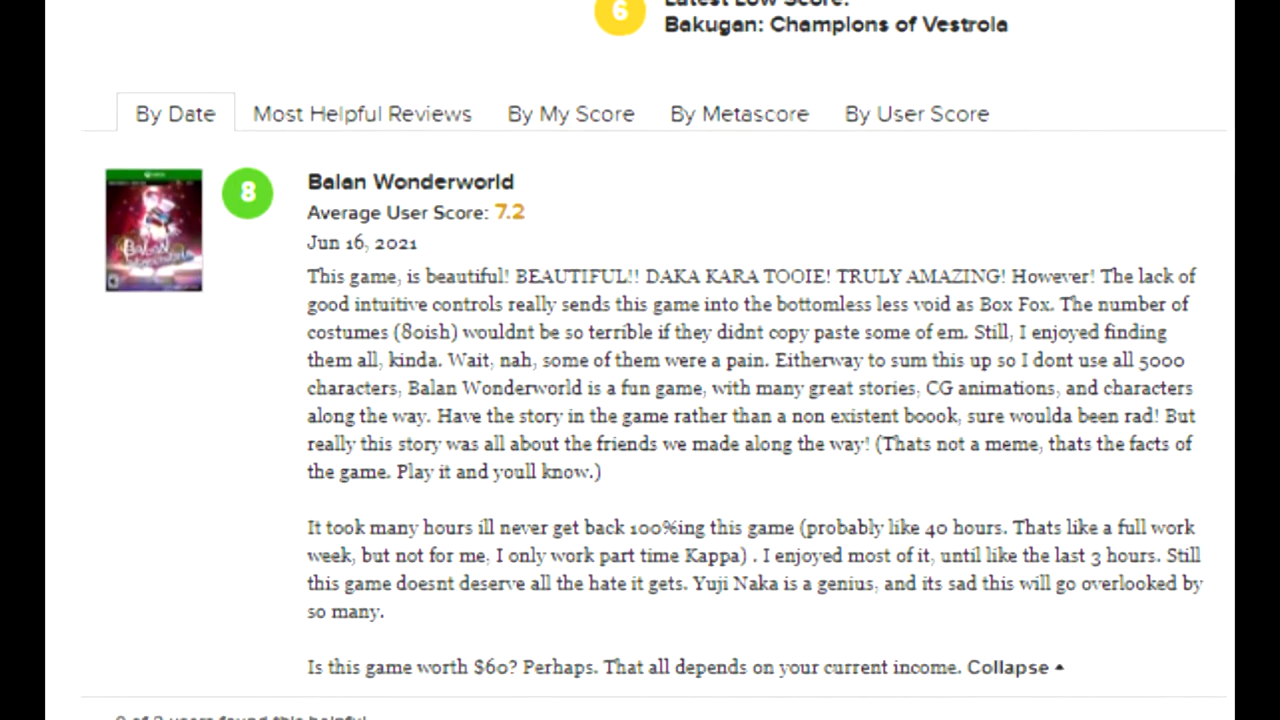 6
Latest Low Score:
Bakugan: Champions of Vestroia
By Date
Most Helpful Reviews
By My Score
By Metascore
By User Score
8
Balan Wonderworld
Average User Score: 7.2
Jun 16, 2021
This game, is beautiful! BEAUTIFUL!! DAKA KARA TOOIE! TRULY AMAZING! However! The lack of
good intuitive controls really sends this game into the bottomless less void as Box Fox. The number of
costumes (80ish) wouldnt be so terrible if they didnt copy paste some of em. Still, I enjoyed finding
them all, kinda. Wait, nah, some of them were a pain. Eitherway to sum this up so I dont use all 5000
characters, Balan Wonderworld is a fun game, with many great stories, CG animations, and characters
along the way. Have the story in the game rather than a non existent boook, sure woulda been rad! But
really this story was all about the friends we made along the way! (Thats not a meme, thats the facts of
the game. Play it and youll know.)
It took many hours ill never get back 100%ing this game (probably like 40 hours. Thats like a full work
week, but not for me, I only work part time Kappa) . I enjoyed most of it, until like the last 3 hours. Still
this game doesnt deserve all the hate it gets. Yuji Naka is a genius, and its sad this will go overlooked by
so many.
Is this game worth $60? Perhaps. That all depends on your current income. Collapse
users found this helpful